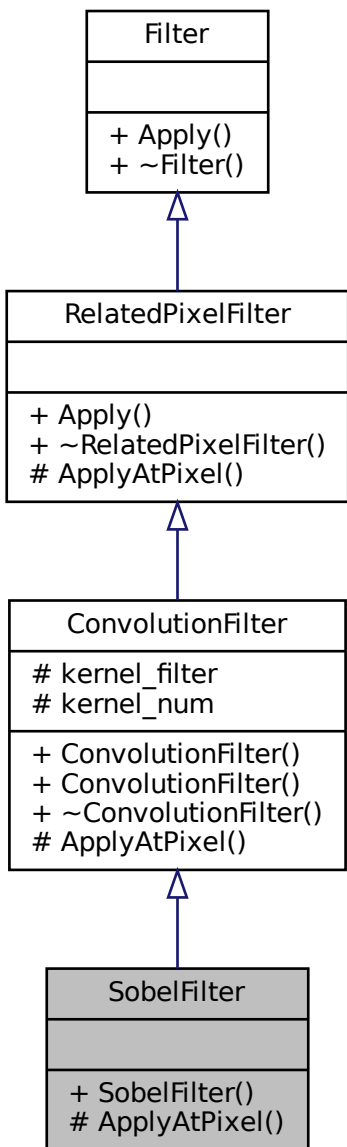 Filter
+ Apply()
+ ~Filter()
RelatedPixelFilter
+ Apply()
+ ~RelatedPixelFilter()
# ApplyAtPixel()
ConvolutionFilter
# kernel_filter
# kernel_num
+ ConvolutionFilter()
+ ConvolutionFilter()
+ ~ConvolutionFilter()
# ApplyAtPixel()
SobelFilter
+ SobelFilter()
# ApplyAtPixel()